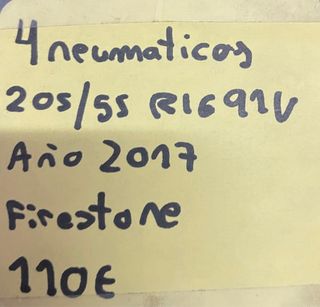 4 neumaticos
205/55 R16 91V
Año 2017
Firestone
110€